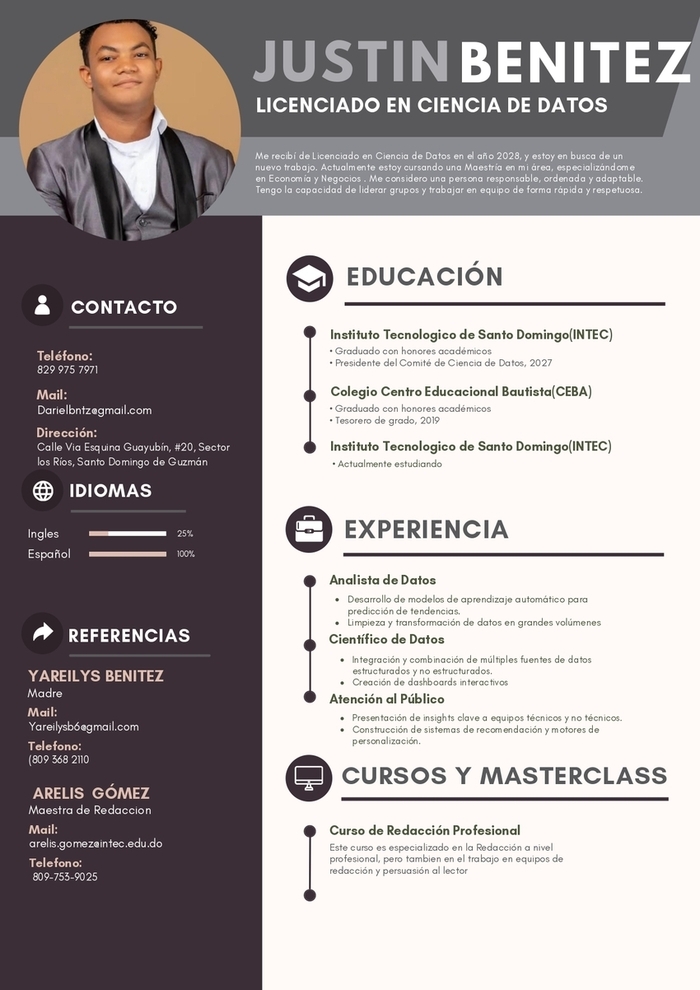 JUSTIN BENITEZ
LICENCIADO EN CIENCIA DE DATOS
Me recibí de Licenciado en Ciencia de Datos en el año 2028, y estoy en busca de un
nuevo trabajo. Actualmente estoy cursando una Maestría en mi área, especializándome
en Economía y Negocios . Me considero una persona responsable, ordenada y adaptable.
Tengo la capacidad de liderar grupos y trabajar en equipo de forma rápida y respetuosa.
CONTACTO
Teléfono:
829 975 7971
Mail:
Darielbntz@gmail.com
Dirección:
Calle Via Esquina Guayubín, #20, Sector
los Ríos, Santo Domingo de Guzmán
IDIOMAS
Ingles 25%
Español 100%
REFERENCIAS
YAREILYS BENITEZ
Madre
Mail:
Yareilysb6@gmail.com
Telefono:
(809 368 2110
ARELIS GÓMEZ
Maestra de Redaccion
Mail:
arelis.gomez@intec.edu.do
Telefono:
809-753-9025
EDUCACIÓN
Instituto Tecnologico de Santo Domingo(INTEC)
• Graduado con honores académicos
• Presidente del Comité de Ciencia de Datos, 2027
Colegio Centro Educacional Bautista(CEBA)
• Graduado con honores académicos
• Tesorero de grado, 2019
Instituto Tecnologico de Santo Domingo(INTEC)
• Actualmente estudiando
EXPERIENCIA
Analista de Datos
• Desarrollo de modelos de aprendizaje automático para
predicción de tendencias.
• Limpieza y transformación de datos en grandes volúmenes
Científico de Datos
• Integración y combinación de múltiples fuentes de datos
estructurados y no estructurados.
• Creación de dashboards interactivos
Atención al Público
• Presentación de insights clave a equipos técnicos y no técnicos.
• Construcción de sistemas de recomendación y motores de
personalización.
CURSOS Y MASTERCLASS
Curso de Redacción Profesional
Este curso es especializado en la Redacción a nivel
profesional, pero tambien en el trabajo en equipos de
redacción y persuasión al lector